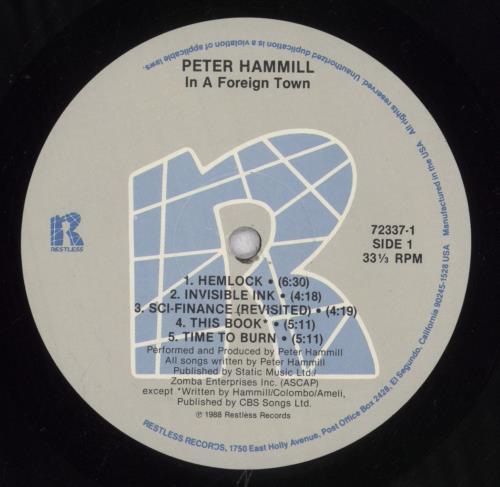 PETER HAMMILL
In A Foreign Town
RESTLESS
72337-1
SIDE 1
33⅓ RPM
1. HEMLOCK • (6:30)
2. INVISIBLE INK • (4:18)
3. SCI-FINANCE (REVISITED) • (4:19)
4. THIS BOOK* • (5:11)
5. TIME TO BURN • (5:11)
Performed and Produced by Peter Hammill
All songs written by Peter Hammill
Published by Static Music Ltd./
Zomba Enterprises Inc. (ASCAP)
except *Written by Hammill/Colombo/Ameli,
Published by CBS Songs Ltd.
℗ 1988 Restless Records
RESTLESS RECORDS, 1750 East Holly Avenue, Post Office Box 2428, El Segundo, California 90245-1528 USA Manufactured in the USA All rights reserved. Unauthorized duplication is a violation of applicable laws.